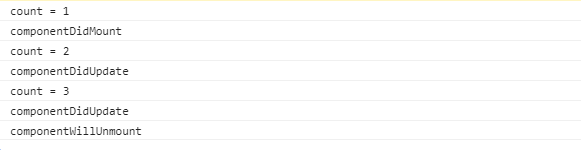 count = 1
componentDidMount
count = 2
componentDidUpdate
count = 3
componentDidUpdate
componentWillUnmount